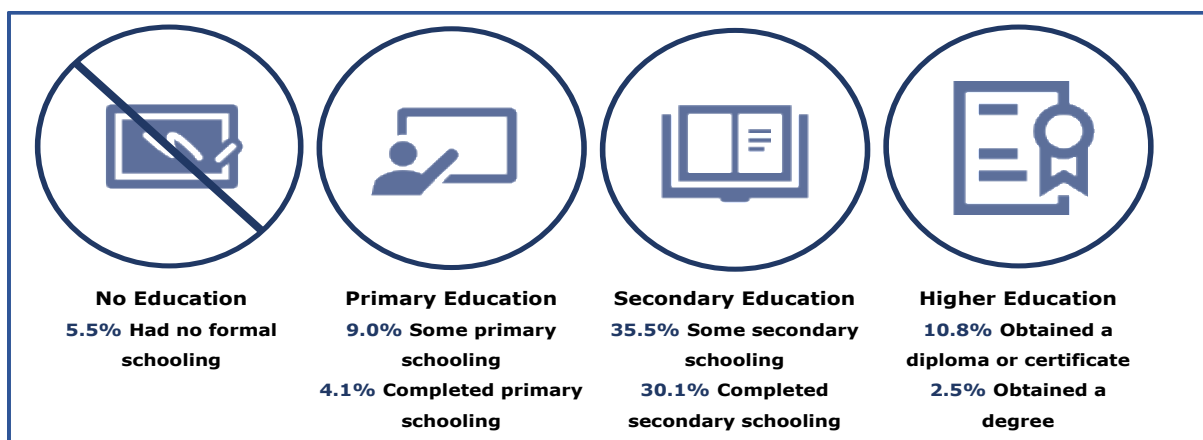 No Education
5.5% Had no formal
schooling
Primary Education
9.0% Some primary
schooling
4.1% Completed primary
schooling
Secondary Education
35.5% Some secondary
schooling
30.1% Completed
secondary schooling
Higher Education
10.8% Obtained a
diploma or certificate
2.5% Obtained a
degree